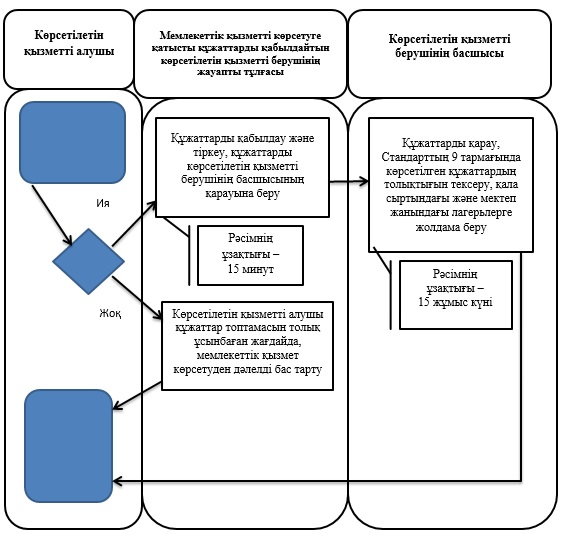 Көрсетілетін
қызметті алушы
Мемлекеттік қызметті көрсетуге
қатысты құжаттарды қабылдайтын
көрсетілетін қызметті берушінің
жауапты тұлғасы
Көрсетілетін қызметті
берушінің басшысы
Құжаттарды қабылдау және
тіркеу, құжаттарды
көрсетілетін қызметті
берушінің басшысының
қарауына беру
Құжаттарды қарау,
Стандарттың 9 тармағында
көрсетілген құжаттардың
толықтығын тексеру, қала
сыртындағы және мектеп
жанындағы лагерьлерге
жолдама беру
Ия
Рәсімнің
ұзақтығы –
15 минут
Рәсімнің
ұзақтығы –
15 жұмыс күні
Жоқ
Көрсетілетін қызметті алушы
құжаттар топтамасын толық
ұсынбаған жағдайда,
мемлекеттік қызмет
көрсетуден дәлелді бас тарту